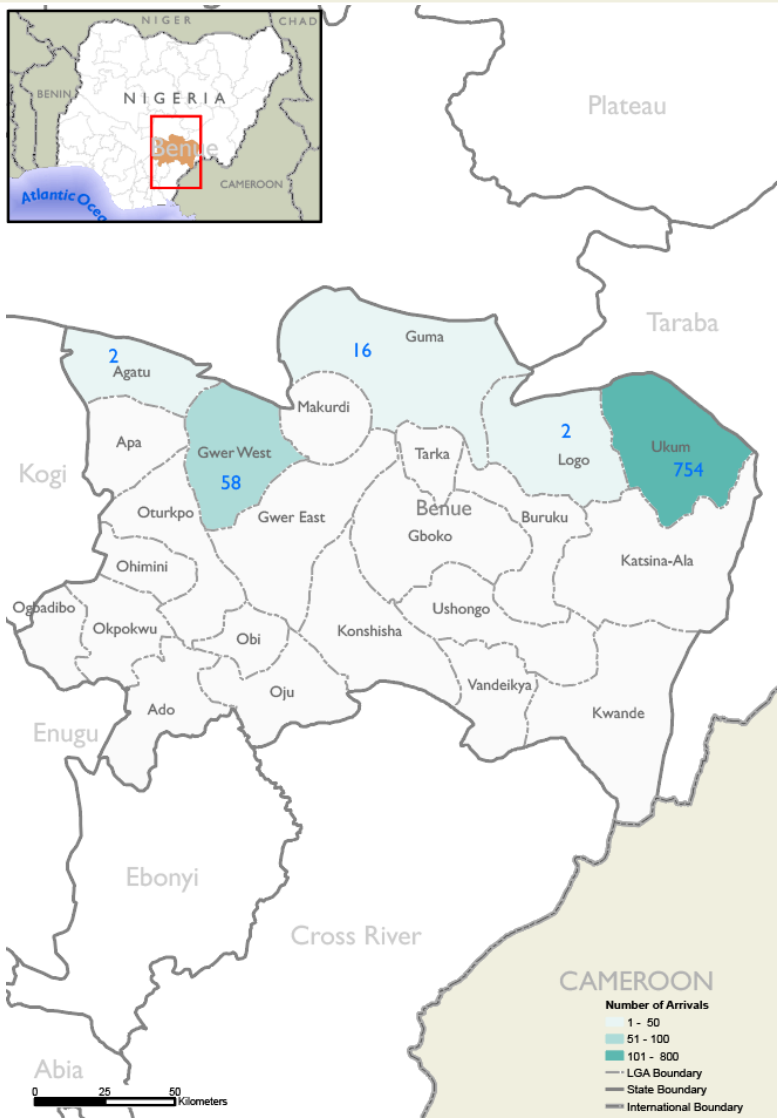 NIGER
CHAD
BENIN
NIGERIA
Benue
CAMEROON
Atlantic Ocea
Plateau
Taraba
Guma
16
2
Agatu
Makurdi
Apa
Gwer West
58
Tarka
2
Logo
Ukum
754
Kogi
Oturkpo
Gwer East
Benue
Gboko
Buruku
Katsina-Ala
Ohimini
Ogbadibo
Okpokwu
Obi
Konshisha
Ushongo
Ado
Oju
Vandeikya
Kwande
Enugu
Ebonyi
Cross River
CAMEROON
Number of Arrivals
1 - 50
51 - 100
101 - 800
LGA Boundary
State Boundary
International Boundary
Abia
0 25 50
Kilometers